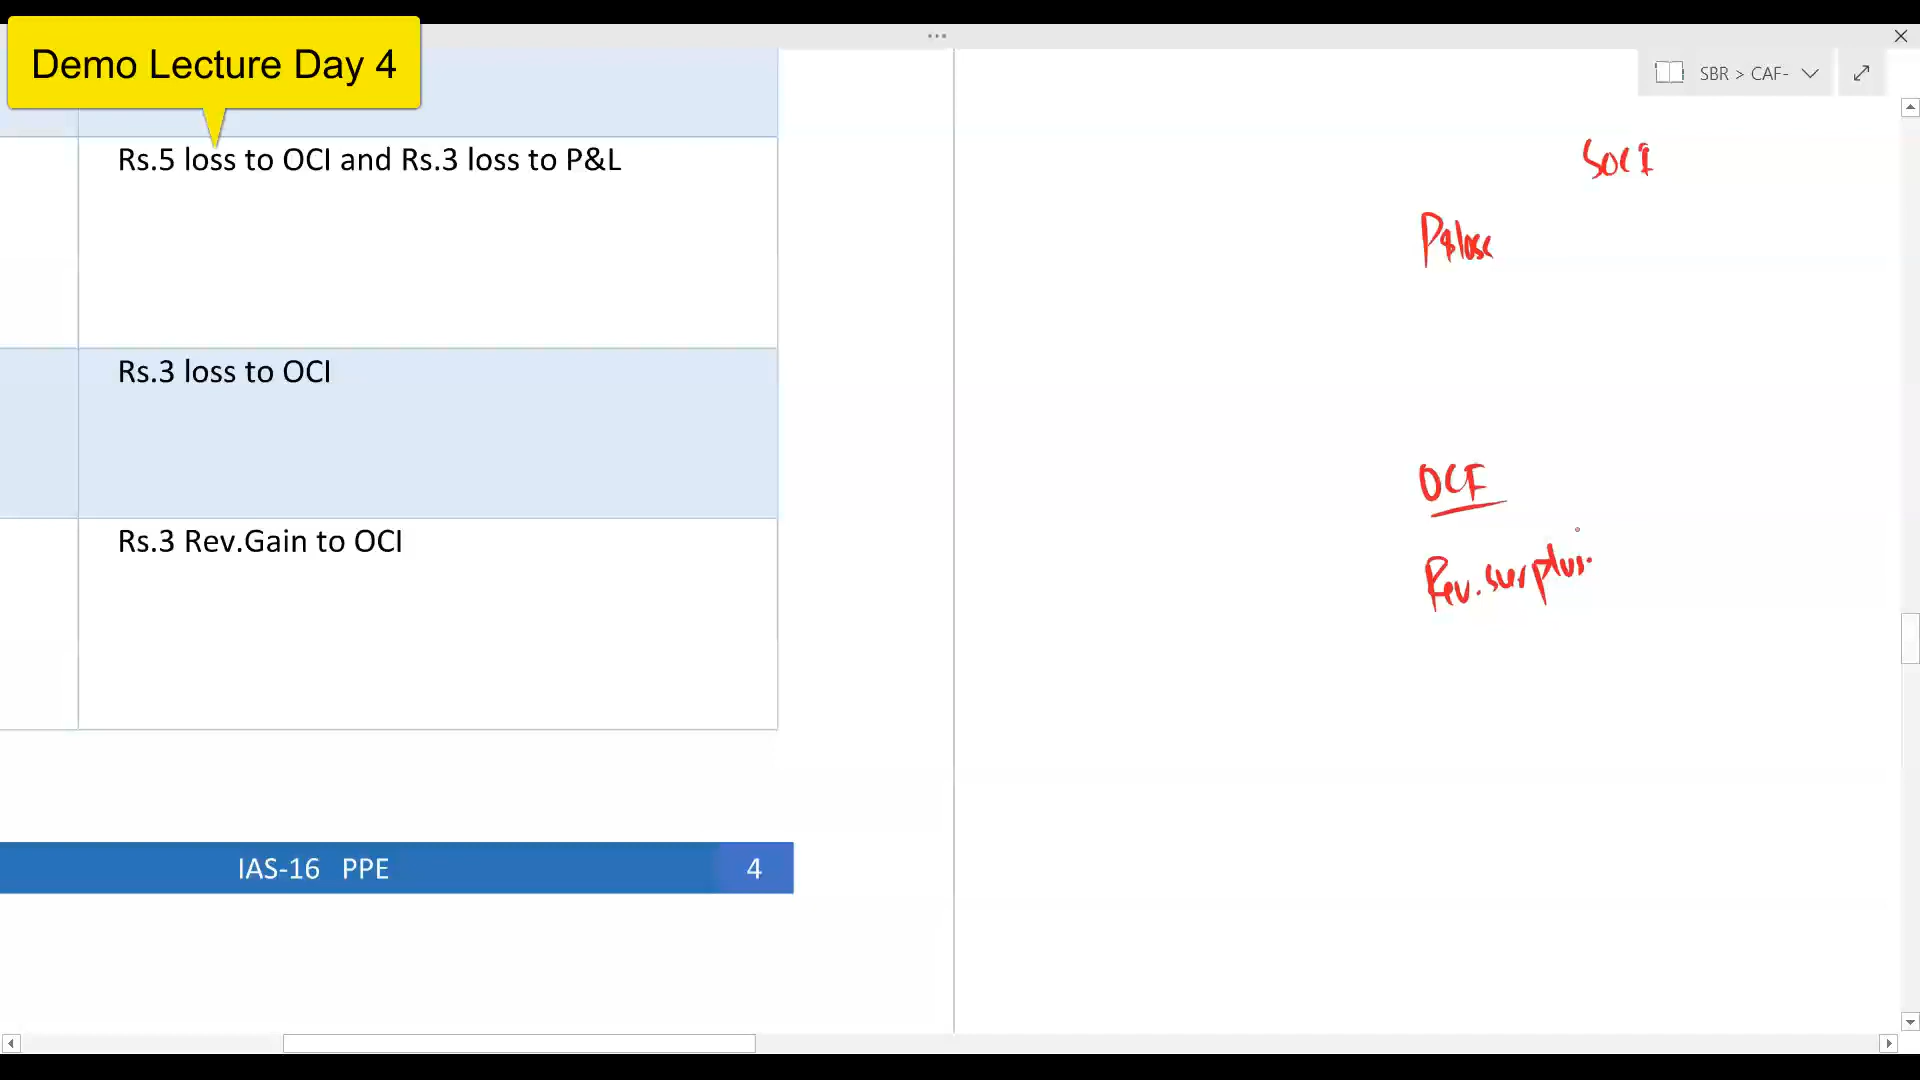 Demo Lecture Day 4
SBR > CAF-
Rs.5 loss to OCI and Rs.3 loss to P&L
Rs.3 loss to OCI
Rs.3 Rev.Gain to OCI
IAS-16 PPE 4
SOCI
OCI
Rev. surplus.